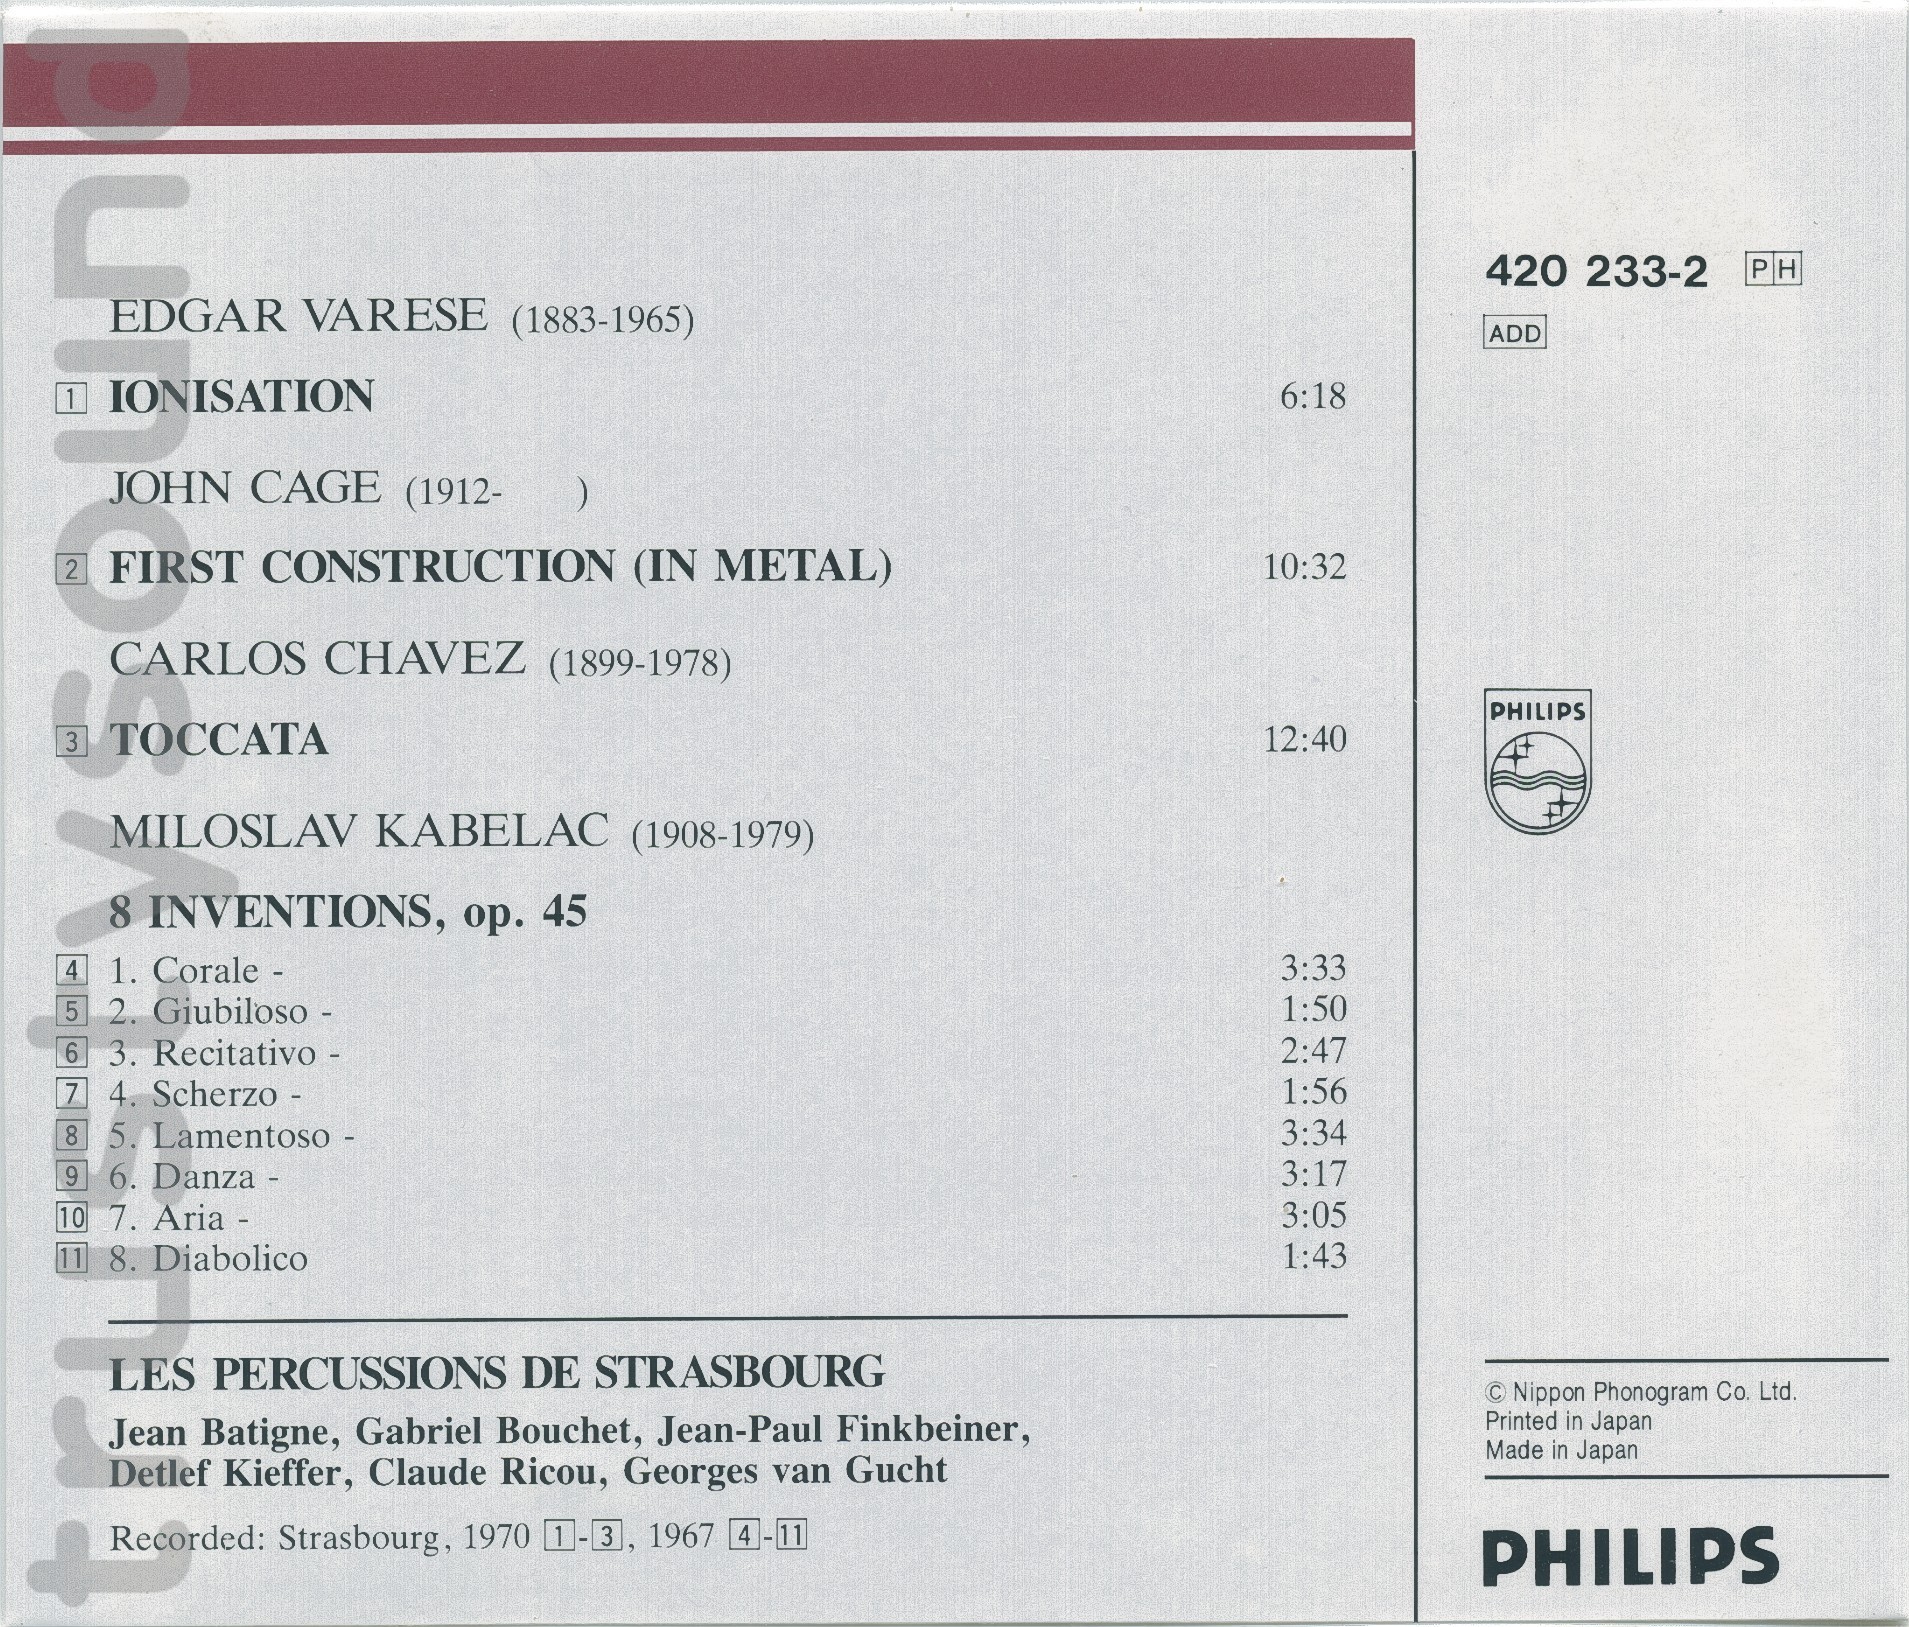 EDGAR VARESE (1883-1965)
1 IONISATION 6:18
JOHN CAGE (1912- )
2 FIRST CONSTRUCTION (IN METAL) 10:32
CARLOS CHAVEZ (1899-1978)
3 TOCCATA 12:40
MILOSLAV KABELAC (1908-1979)
8 INVENTIONS, op. 45
4 1. Corale - 3:33
5 2. Giubiloso - 1:50
6 3. Recitativo - 2:47
7 4. Scherzo - 1:56
8 5. Lamentoso - 3:34
9 6. Danza - 3:17
10 7. Aria - 3:05
11 8. Diabolico 1:43
LES PERCUSSIONS DE STRASBOURG
Jean Batigne, Gabriel Bouchet, Jean-Paul Finkbeiner,
Detlef Kieffer, Claude Ricou, Georges van Gucht
Recorded: Strasbourg, 1970 1-3, 1967 4-11
420 233-2 PH
ADD
PHILIPS
© Nippon Phonogram Co. Ltd.
Printed in Japan
Made in Japan
PHILIPS
trustvsound